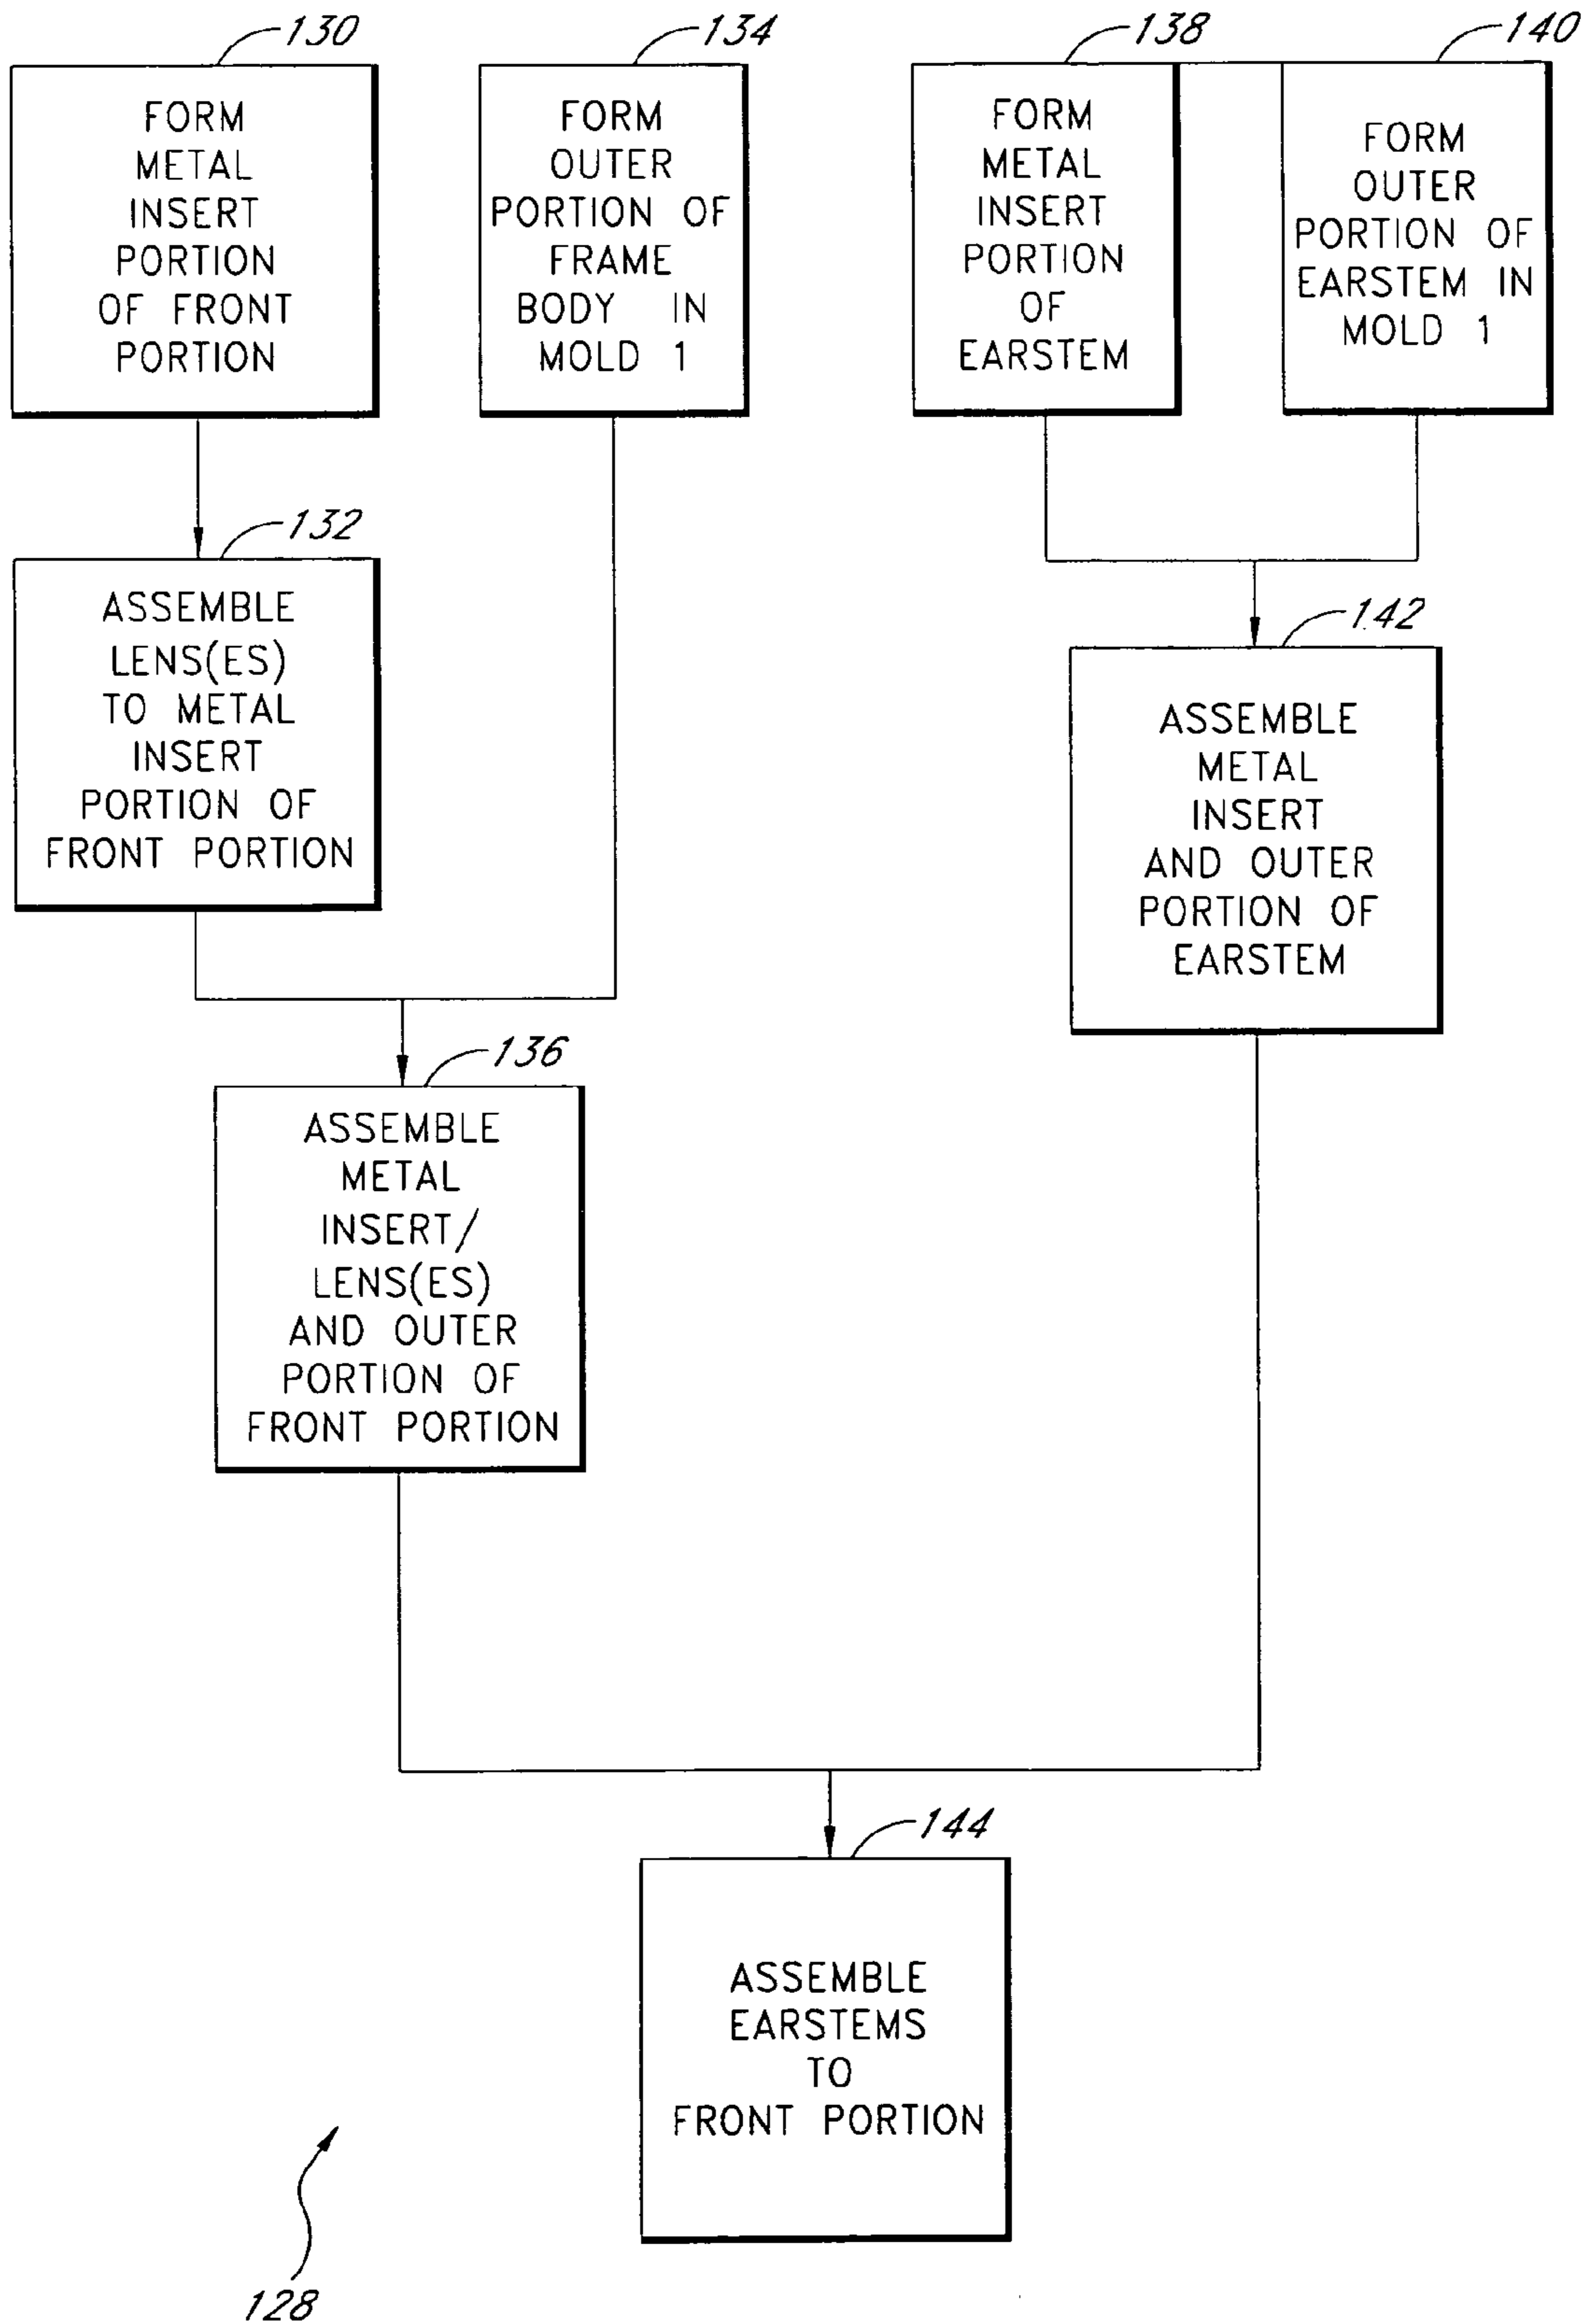 130
FORM
METAL
INSERT
PORTION
OF FRONT
PORTION
134
FORM
OUTER
PORTION OF
FRAME
BODY IN
MOLD 1
138
FORM
METAL
INSERT
PORTION
OF
EARSTEM
140
FORM
OUTER
PORTION OF
EARSTEM IN
MOLD 1
132
ASSEMBLE
LENS(ES)
TO METAL
INSERT
PORTION OF
FRONT PORTION
142
ASSEMBLE
METAL
INSERT
AND OUTER
PORTION OF
EARSTEM
136
ASSEMBLE
METAL
INSERT/
LENS(ES)
AND OUTER
PORTION OF
FRONT PORTION
144
ASSEMBLE
EARSTEMS
TO
FRONT PORTION
128